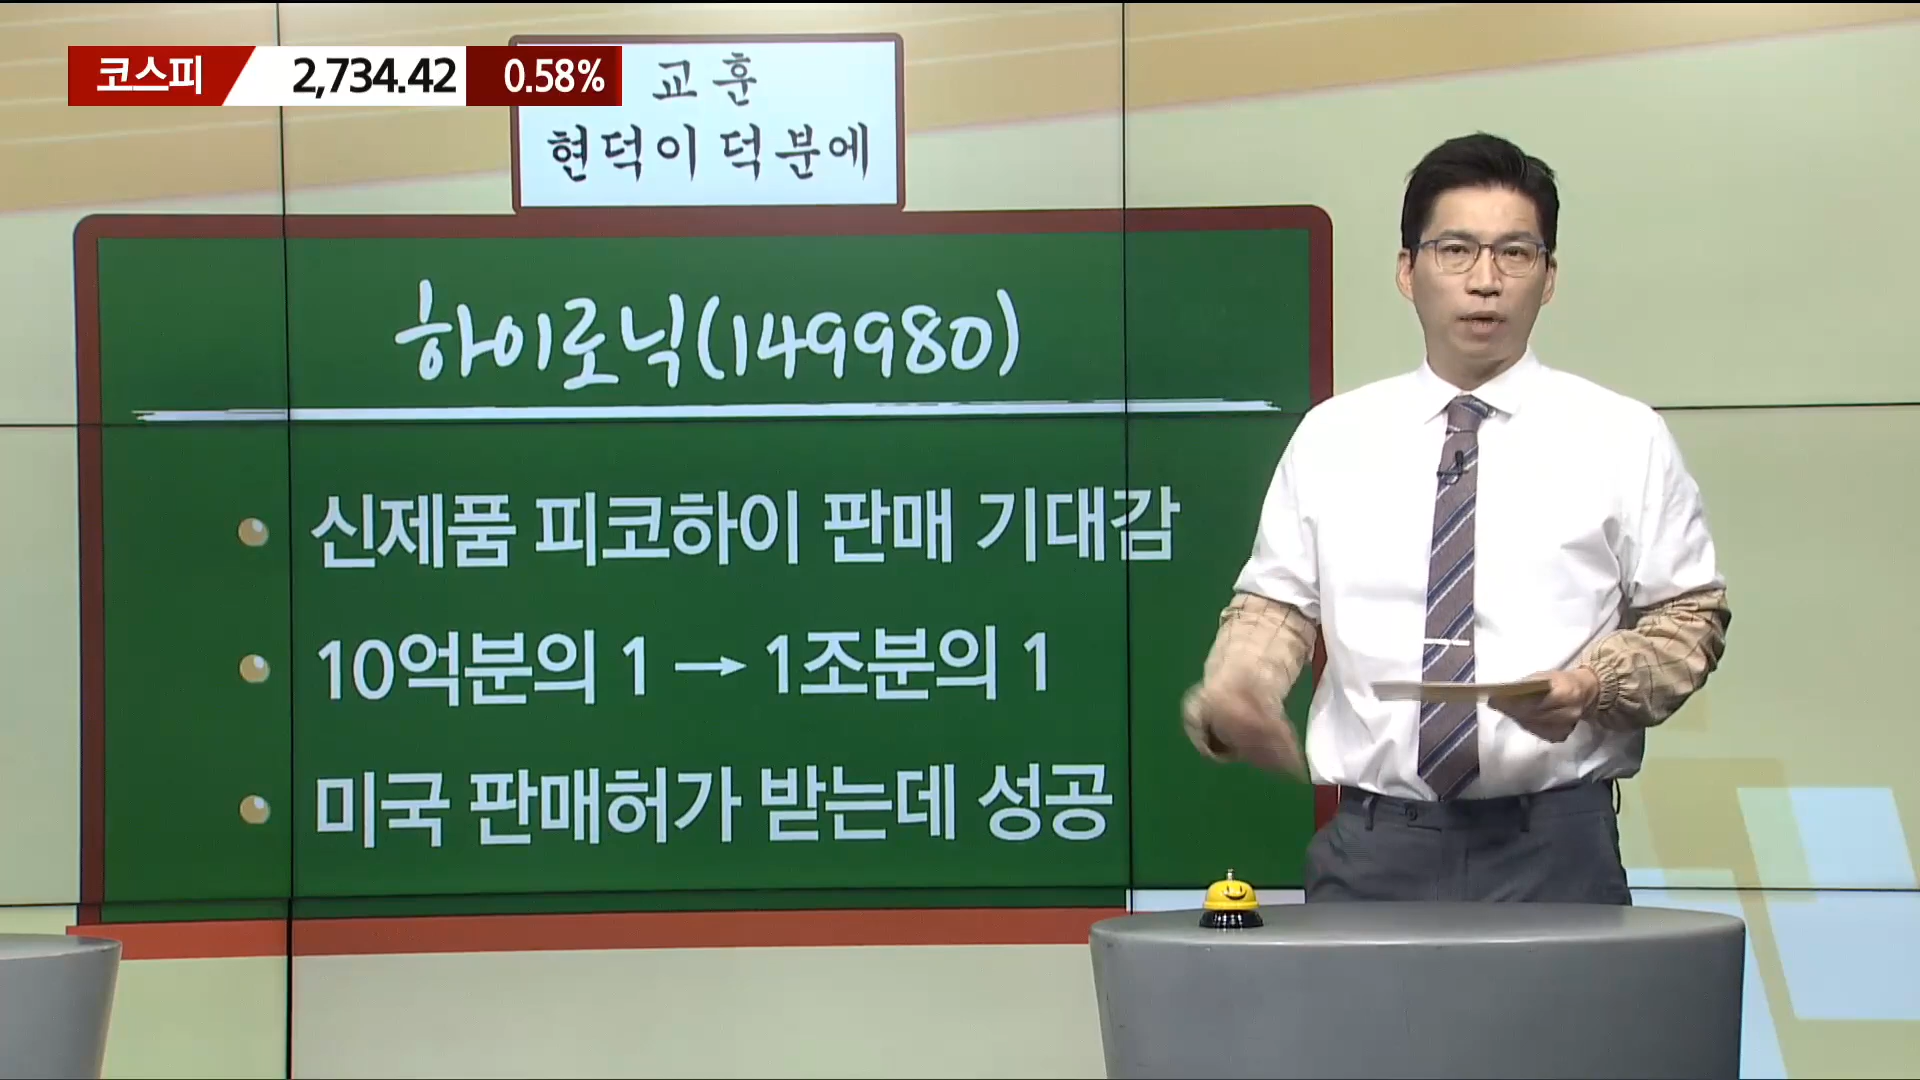 코스피 2,734.42 0.58%
교훈
현덕이 덕분에
하이로닉(149980)
신제품 피코하이 판매 기대감
10억분의 1 → 1조분의 1
미국 판매허가 받는데 성공